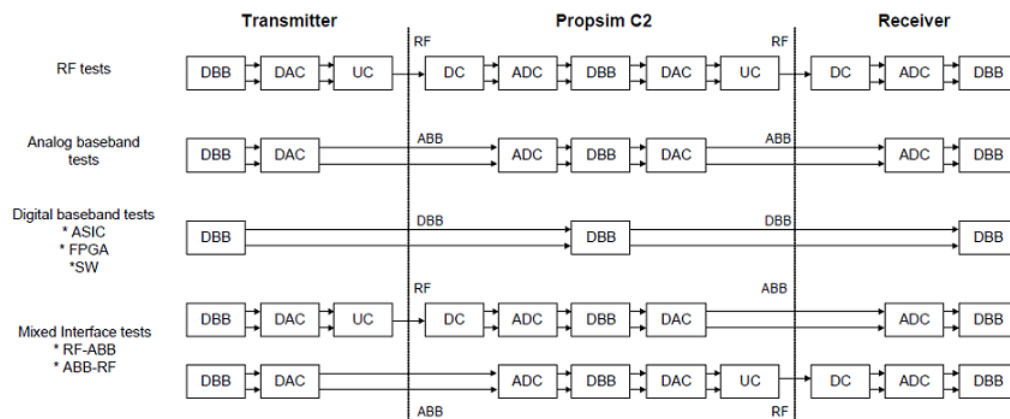 Transmitter Propsim C2 Receiver
RF RF
RF tests DBB DAC UC DC ADC DBB DAC UC DC ADC DBB
Analog baseband
tests
ABB ABB
DBB DAC ADC DBB DAC ADC DBB
Digital baseband tests
* ASIC
* FPGA
*SW
DBB DBB
DBB DBB DBB
Mixed Interface tests
* RF-ABB
* ABB-RF
RF ABB
DBB DAC UC DC ADC DBB DAC ADC DBB
DBB DAC ADC DBB DAC UC DC ADC DBB
ABB RF